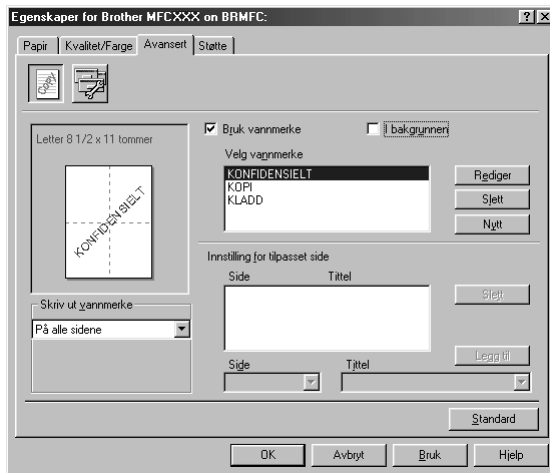 Egenskaper for Brother MFCXXX on BRMFC:
Papir Kvalitet/Farge Avansert Støtte
COPY
Letter 8 1/2 x 11 tommer
KONFIDENSIELT
Skriv ut vannmerke
På alle sidene
Bruk vannmerke I bakgrunnen
Velg vannmerke
KONFIDENSIELT
KOPI
KLADD
Rediger
Slett
Nytt
Innstilling for tilpasset side
Side Tittel
Slett
Legg til
Side Tittel
Standard
OK Avbryt Bruk Hjelp